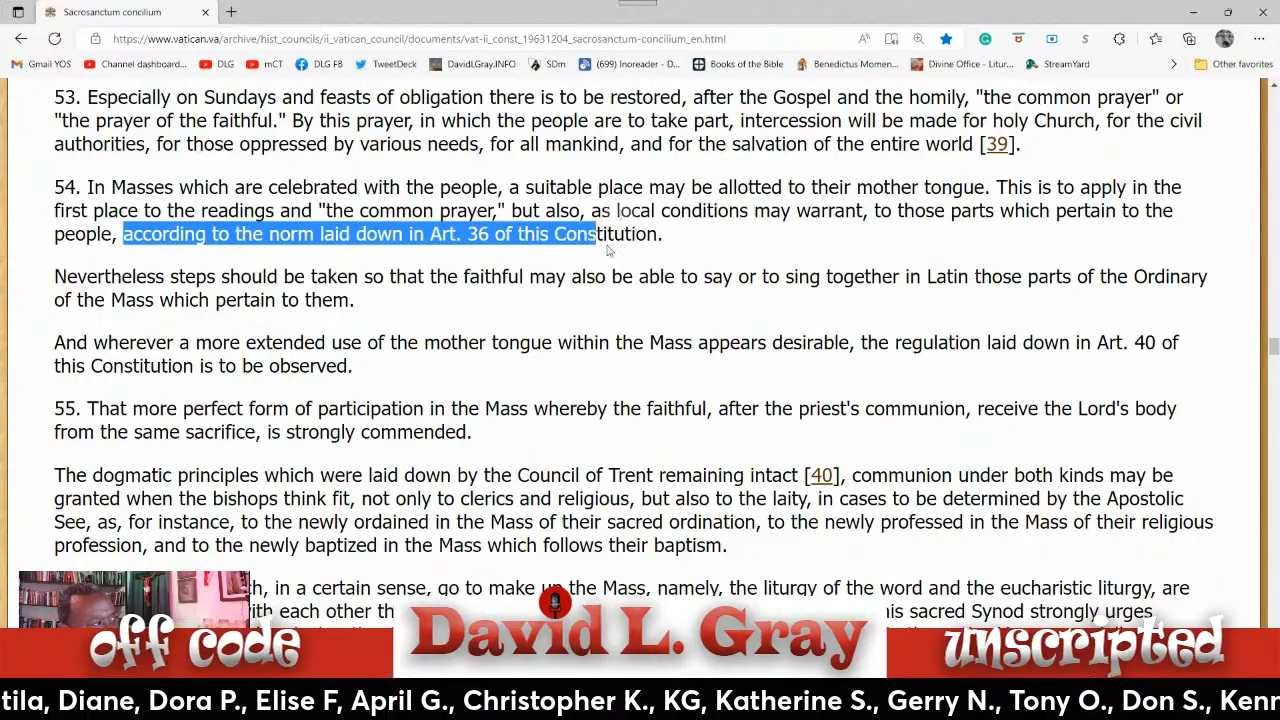 Sacrosanctum concilium
https://www.vatican.va/archive/hist_councils/ii_vatican_council/documents/vat-ii_const_19631204_sacrosanctum-concilium_en.html
Gmail YOS Channel dashboard... DLG mCT DLG FB TweetDeck DavidLGray.INFO SDm (699) Inoreader - D... Books of the Bible Benedictus Momen... Divine Office - Litur... StreamYard Other favorites
53. Especially on Sundays and feasts of obligation there is to be restored, after the Gospel and the homily, "the common prayer" or
"the prayer of the faithful." By this prayer, in which the people are to take part, intercession will be made for holy Church, for the civil
authorities, for those oppressed by various needs, for all mankind, and for the salvation of the entire world [39].
54. In Masses which are celebrated with the people, a suitable place may be allotted to their mother tongue. This is to apply in the
first place to the readings and "the common prayer," but also, as local conditions may warrant, to those parts which pertain to the
people, according to the norm laid down in Art. 36 of this Constitution.
Nevertheless steps should be taken so that the faithful may also be able to say or to sing together in Latin those parts of the Ordinary
of the Mass which pertain to them.
And wherever a more extended use of the mother tongue within the Mass appears desirable, the regulation laid down in Art. 40 of
this Constitution is to be observed.
55. That more perfect form of participation in the Mass whereby the faithful, after the priest's communion, receive the Lord's body
from the same sacrifice, is strongly commended.
The dogmatic principles which were laid down by the Council of Trent remaining intact [40], communion under both kinds may be
granted when the bishops think fit, not only to clerics and religious, but also to the laity, in cases to be determined by the Apostolic
See, as, for instance, to the newly ordained in the Mass of their sacred ordination, to the newly professed in the Mass of their religious
profession, and to the newly baptized in the Mass which follows their baptism.
in a certain sense, go to make up the Mass, namely, the liturgy of the word and the eucharistic liturgy, are
with each other
sacred Synod strongly urges
off code David L. Gray unscripted
Diane, Dora P., Elise F, April G., Christopher K., KG, Katherine S., Gerry N., Tony O., Don S.,